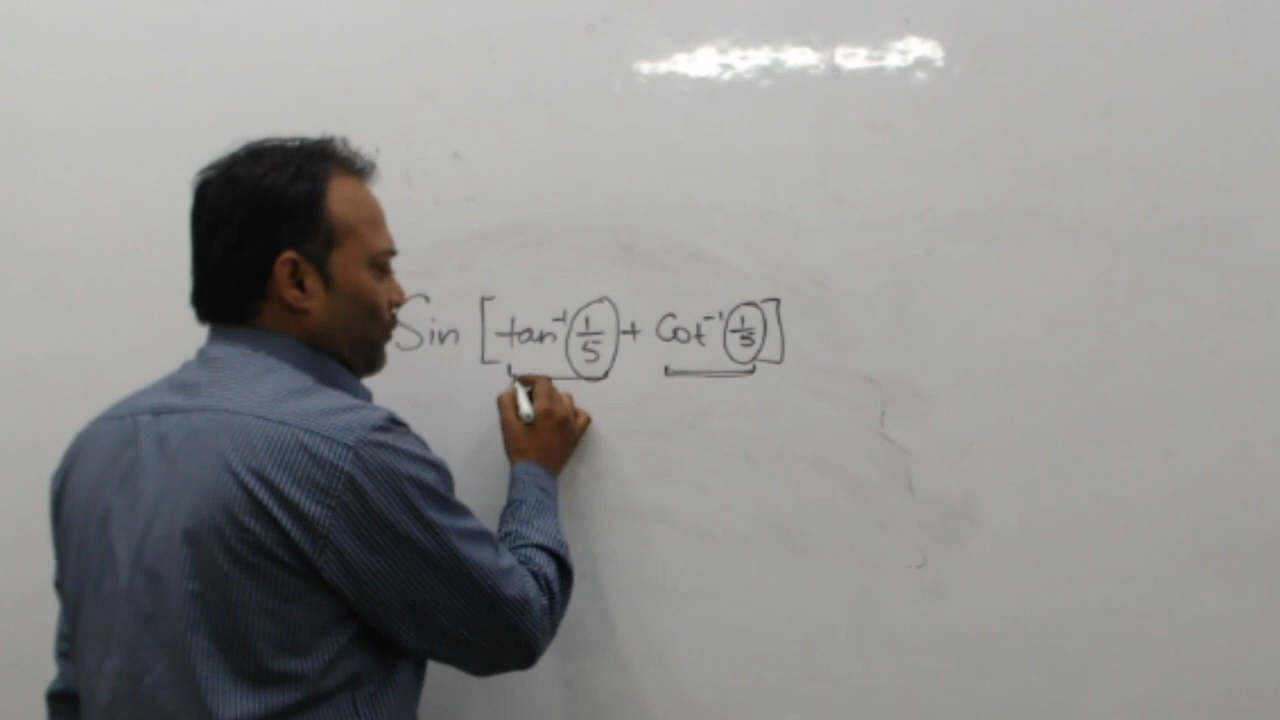 Sin [tan⁻¹(1/5) + Cot⁻¹(1/5)]